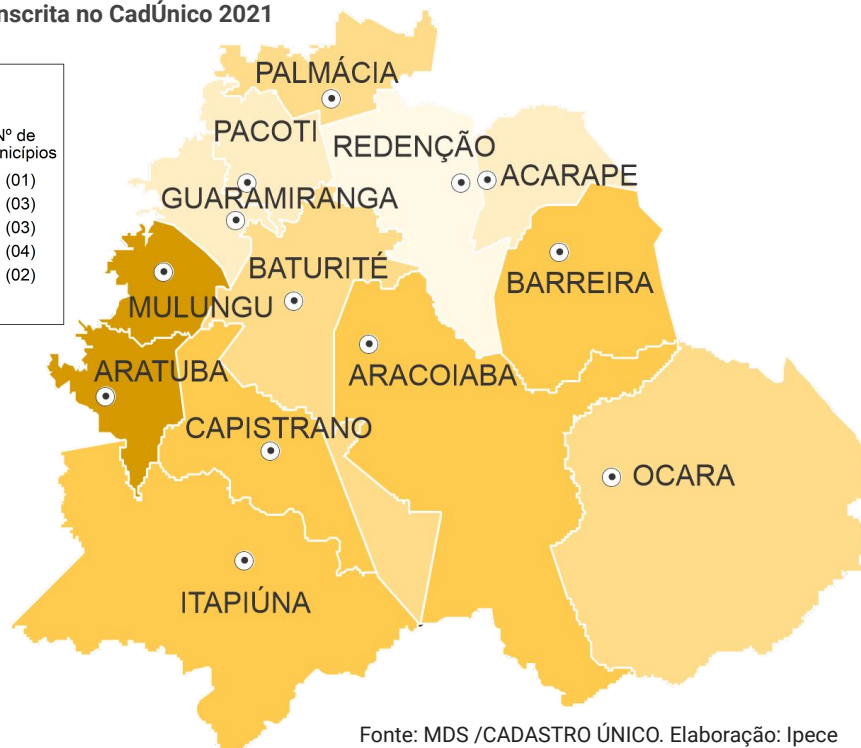 nscrita no CadÚnico 2021
Nº de
nicípios
(01)
(03)
(03)
(04)
(02)
PALMÁCIA
PACOTI
REDENÇÃO
ACARAPE
GUARAMIRANGA
BATURITÉ
BARREIRA
MULUNGU
ARATUBA
ARACOIABA
CAPISTRANO
OCARA
ITAPIÚNA
Fonte: MDS /CADASTRO ÚNICO. Elaboração: Ipece